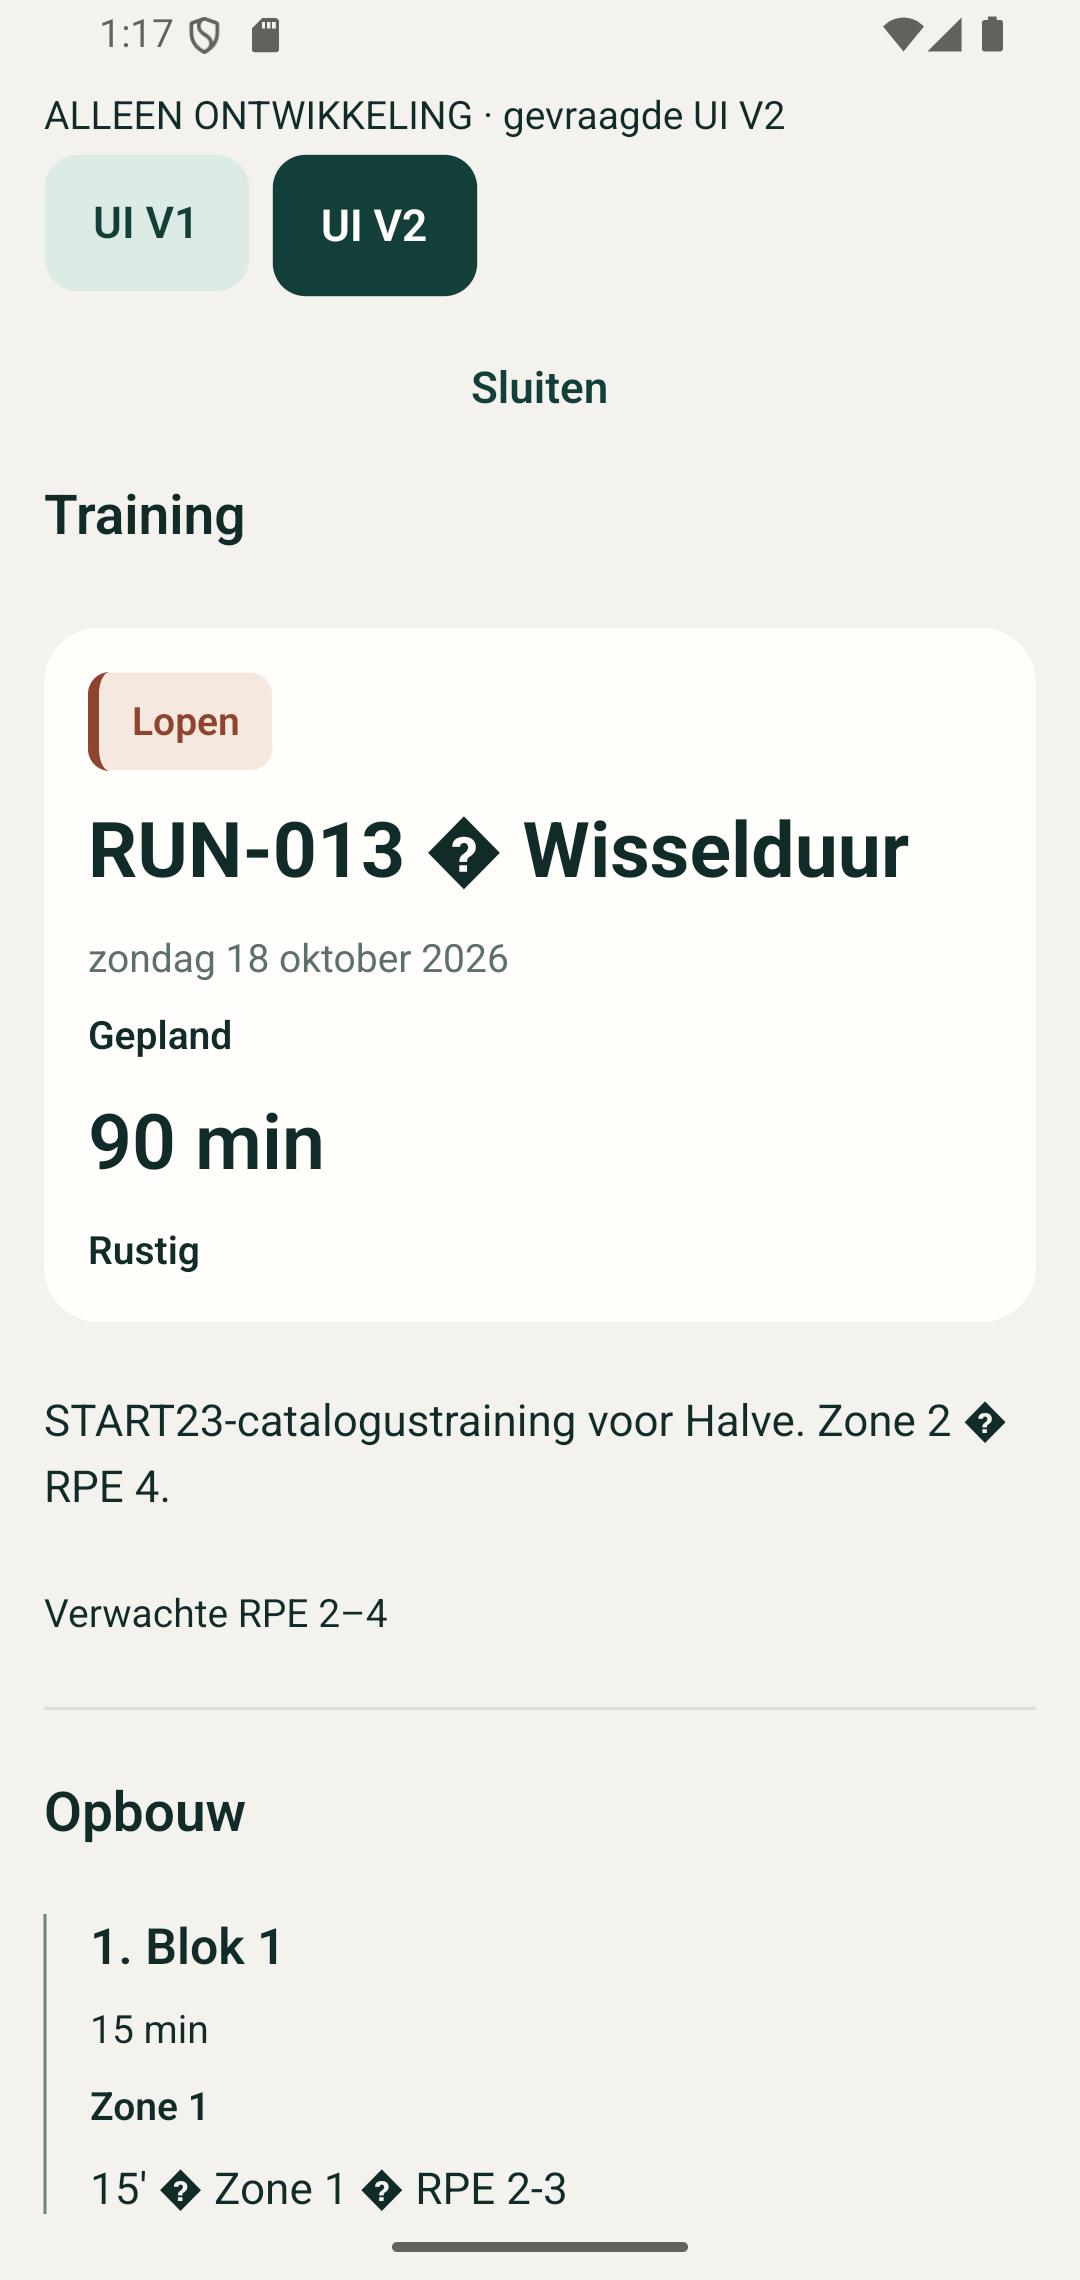 1:17
ALLEEN ONTWIKKELING · gevraagde UI V2
UI V1
UI V2
Sluiten
Training
Lopen
RUN-013 � Wisselduur
zondag 18 oktober 2026
Gepland
90 min
Rustig
START23-catalogustraining voor Halve. Zone 2 �
RPE 4.
Verwachte RPE 2–4
Opbouw
1. Blok 1
15 min
Zone 1
15' � Zone 1 � RPE 2-3